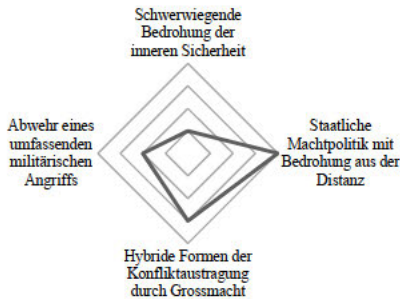 Schwerwiegende
Bedrohung der
inneren Sicherheit
Abwehr eines
umfassenden
militärischen
Angriffs
Staatliche
Machtpolitik mit
Bedrohung aus der
Distanz
Hybride Formen der
Konfliktaustragung
durch Grossmacht